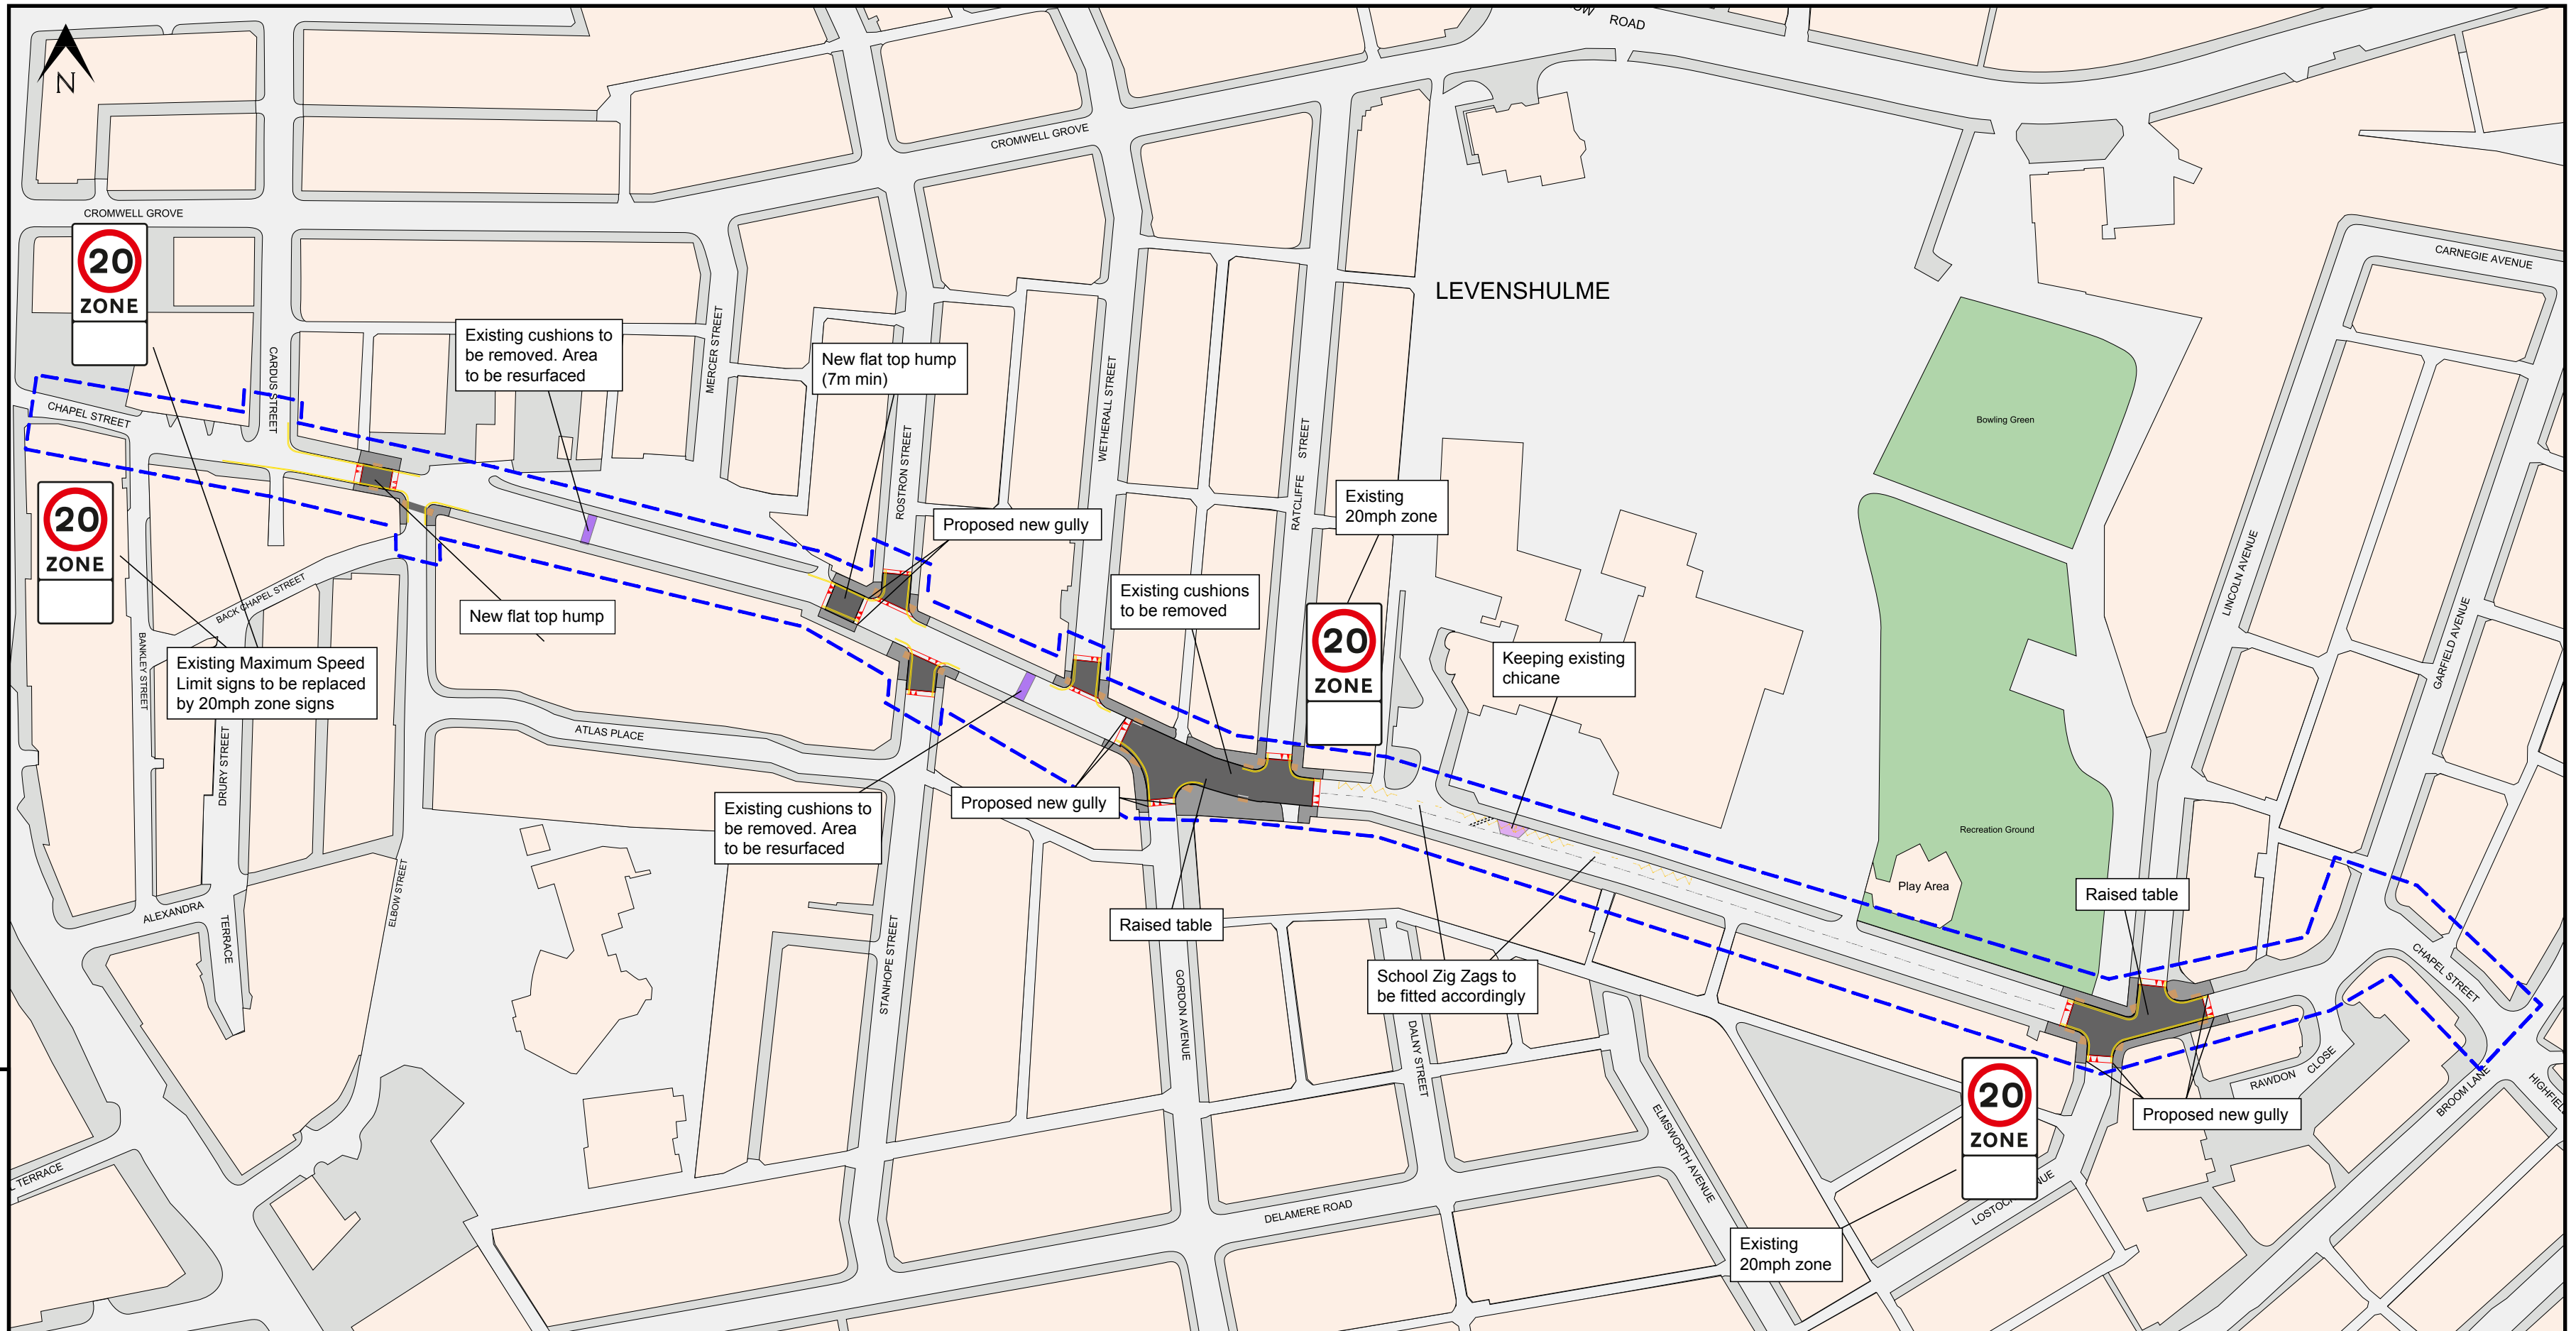 ROAD
N
CROMWELL GROVE
CROMWELL GROVE
20
ZONE
CARNEGIE AVENUE
LEVENSHULME
Existing cushions to
be removed. Area
to be resurfaced
MERCER STREET
New flat top hump
(7m min)
CARDUS STREET
WETHERALL STREET
CHAPEL STREET
Bowling Green
ROSTRON STREET
RATCLIFFE STREET
Existing
20mph zone
20
ZONE
Proposed new gully
LINCOLN AVENUE
Existing cushions
to be removed
BACK CHAPEL STREET
New flat top hump
20
ZONE
GARFIELD AVENUE
Keeping existing
chicane
BANKLEY STREET
Existing Maximum Speed
Limit signs to be replaced
by 20mph zone signs
ATLAS PLACE
DRURY STREET
Proposed new gully
Existing cushions to
be removed. Area
to be resurfaced
Recreation Ground
Play Area
Raised table
ELBOW STREET
ALEXANDRA
TERRACE
Raised table
STANHOPE STREET
School Zig Zags to
be fitted accordingly
CHAPEL STREET
GORDON AVENUE
DALNY STREET
RAWDON CLOSE
BROOM LANE
20
ZONE
Proposed new gully
ELMSWORTH AVENUE
TERRACE
DELAMERE ROAD
Existing
20mph zone